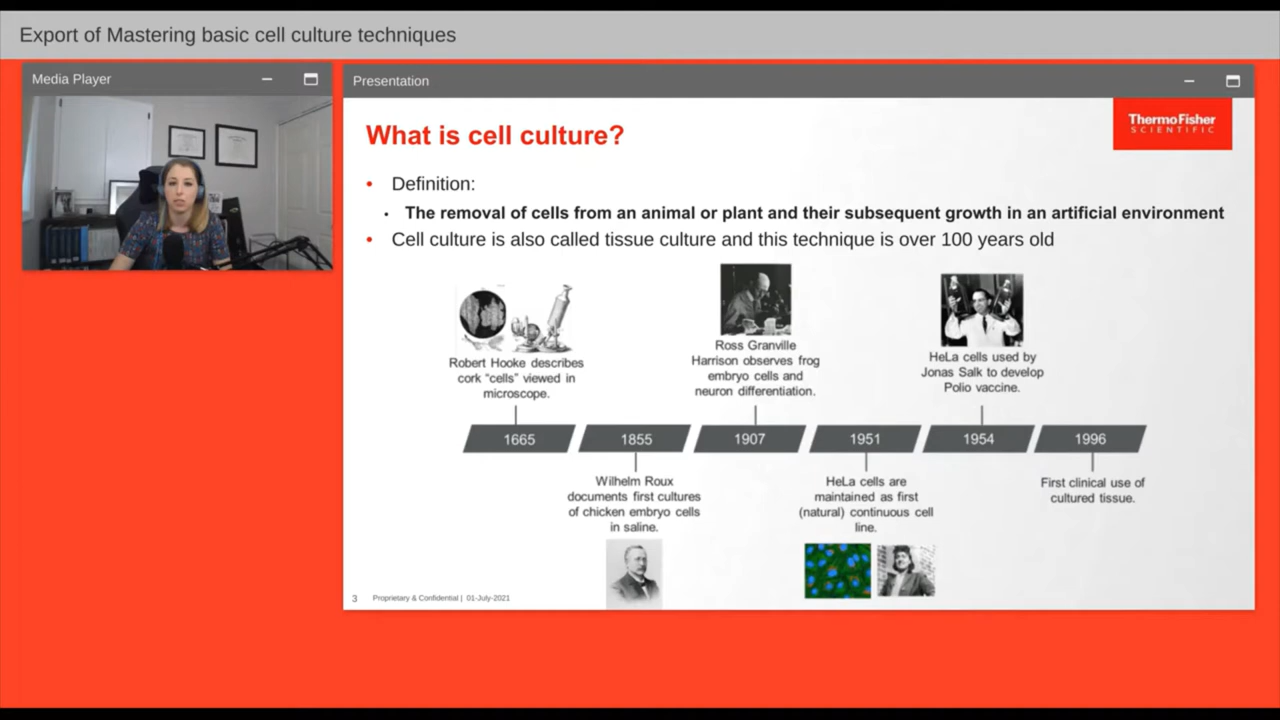 Export of Mastering basic cell culture techniques
Media Player
Presentation
ThermoFisher
SCIENTIFIC
What is cell culture?
• Definition:
• The removal of cells from an animal or plant and their subsequent growth in an artificial environment
• Cell culture is also called tissue culture and this technique is over 100 years old
Robert Hooke describes
cork “cells” viewed in
microscope.
Ross Granville
Harrison observes frog
embryo cells and
neuron differentiation.
HeLa cells used by
Jonas Salk to develop
Polio vaccine.
1665
1855
1907
1951
1954
1996
Wilhelm Roux
documents first cultures
of chicken embryo cells
in saline.
HeLa cells are
maintained as first
(natural) continuous cell
line.
First clinical use of
cultured tissue.
3 Proprietary & Confidential | 01-July-2021